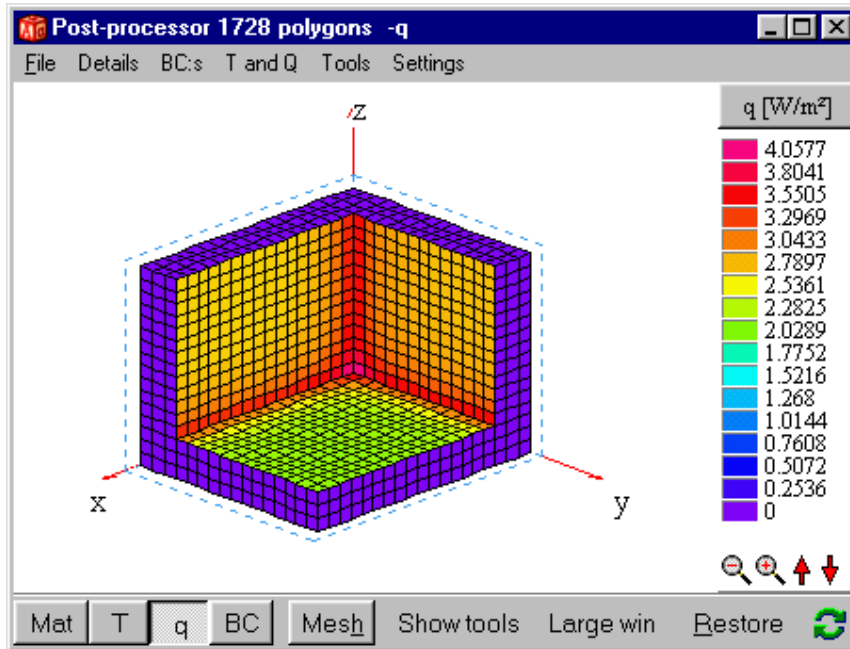 Post-processor 1728 polygons -q
File Details BC:s T and Q Tools Settings
q [W/m²]
z
4.0577
3.8041
3.5505
3.2969
3.0433
2.7897
2.5361
2.2825
2.0289
1.7752
1.5216
1.268
1.0144
0.7608
0.5072
0.2536
0
x
y
Mat T q BC Mesh Show tools Large win Restore